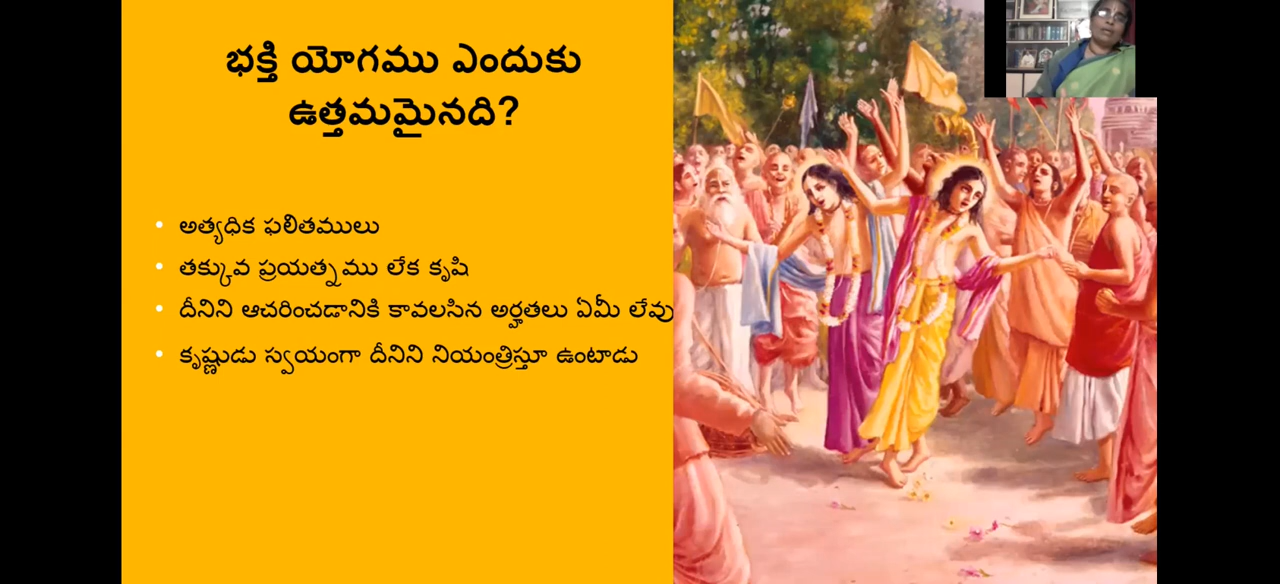 భక్తి యోగము ఎందుకు
ఉత్తమమైనది?
• అత్యధిక ఫలితములు
• తక్కువ ప్రయత్నము లేక కృషి
• దీనిని ఆచరించడానికి కావలసిన అర్హతలు ఏమీ లేవు
• కృష్ణుడు స్వయంగా దీనిని నియంత్రిస్తూ ఉంటాడు